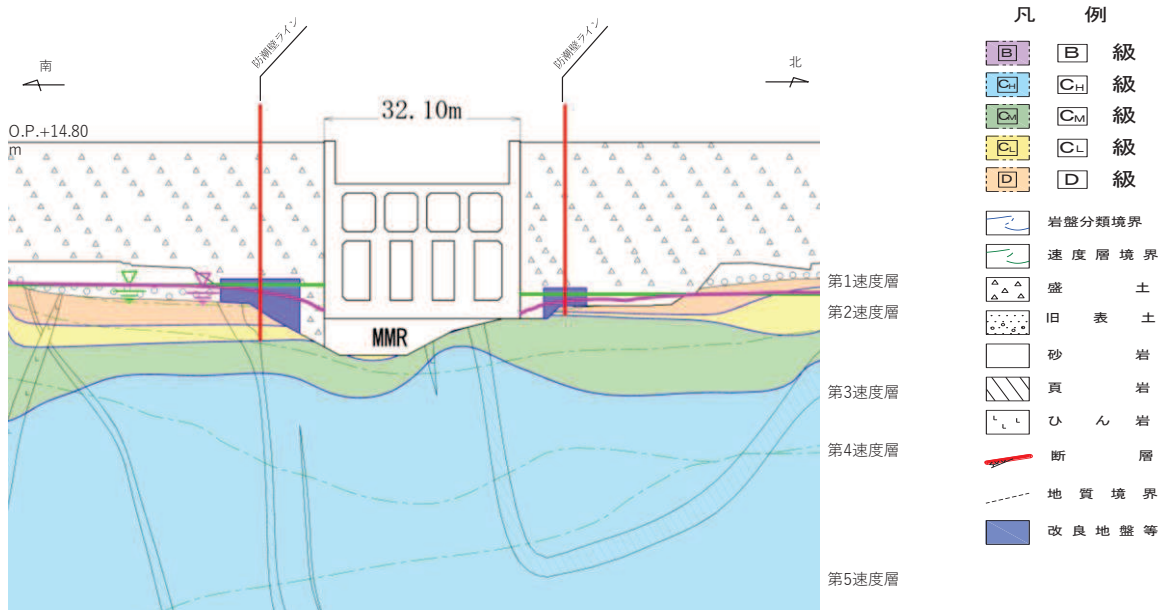 南
防潮壁ライン
32.10m
防潮壁ライン
北
O.P.+14.80
m
MMR
第1速度層
第2速度層
第3速度層
第4速度層
第5速度層
凡 例
B B 級
CH CH 級
CM CM 級
CL CL 級
D D 級
岩盤分類境界
速度層境界
盛土
旧表土
砂岩
頁岩
ひん岩
断層
地質境界
改良地盤等